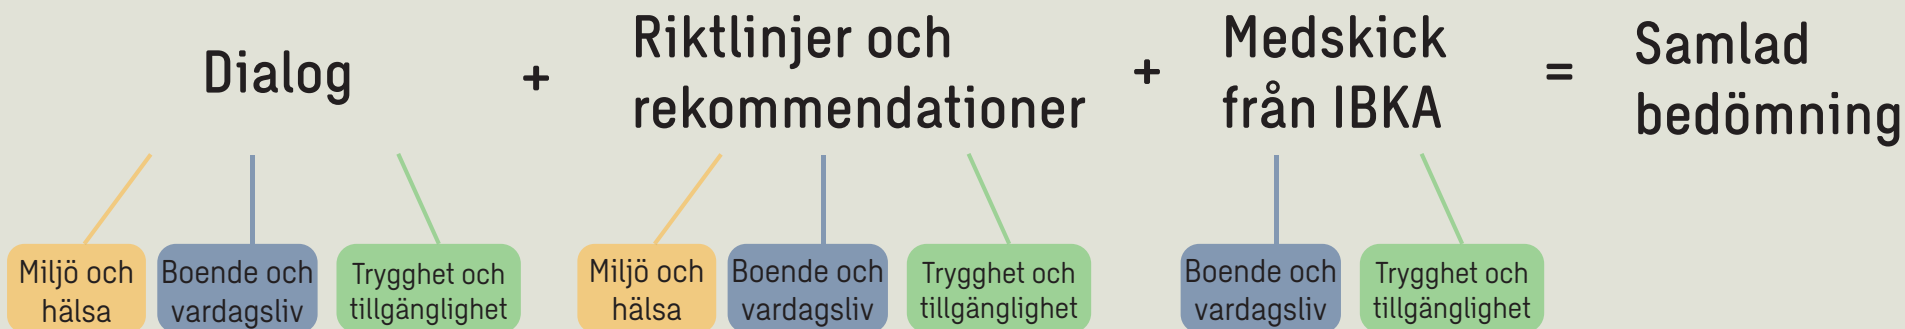 Dialog
+
Riktlinjer och
rekommendationer
+
Medskick
från IBKA
=
Samlad
bedömning
Miljö och
hälsa
Boende och
vardagsliv
Trygghet och
tillgänglighet
Miljö och
hälsa
Boende och
vardagsliv
Trygghet och
tillgänglighet
Boende och
vardagsliv
Trygghet och
tillgänglighet